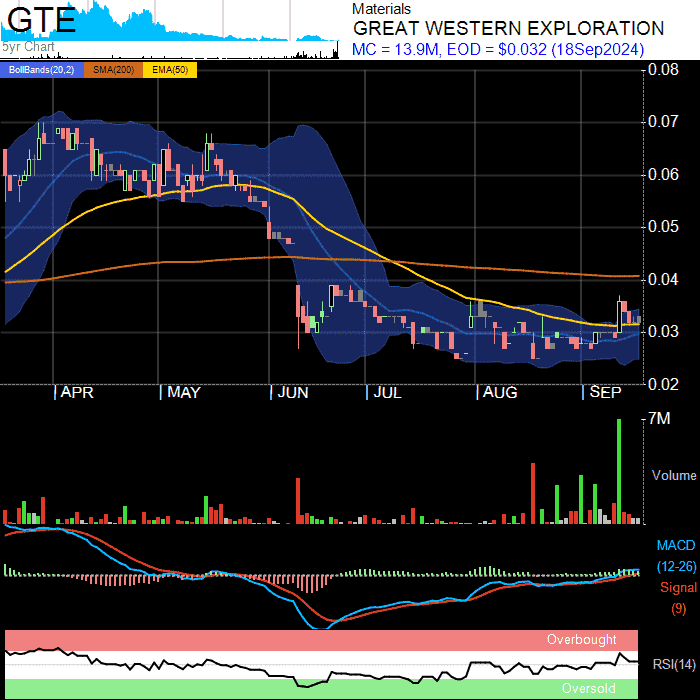 GTE
5yr Chart
Materials
GREAT WESTERN EXPLORATION
MC = 13.9M, EOD = $0.032 (18Sep2024)
BollBands(20,2) SMA(200) EMA(50)
0.08
0.07
0.06
0.05
0.04
0.03
0.02
APR MAY JUN JUL AUG SEP
7M
Volume
MACD
(12-26)
Signal
(9)
Overbought
RSI(14)
Oversold